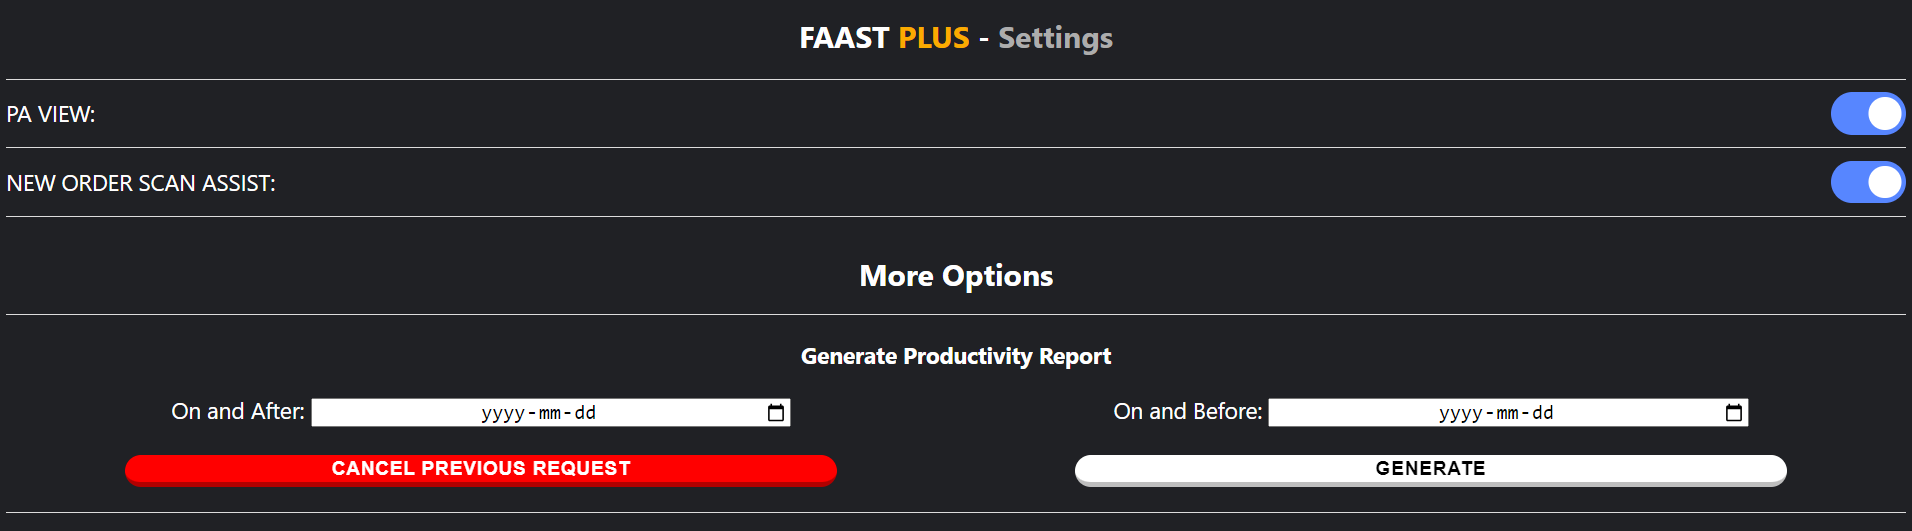 FAAST PLUS - Settings
PA VIEW:
NEW ORDER SCAN ASSIST:
More Options
Generate Productivity Report
On and After: yyyy-mm-dd On and Before: yyyy-mm-dd
CANCEL PREVIOUS REQUEST GENERATE